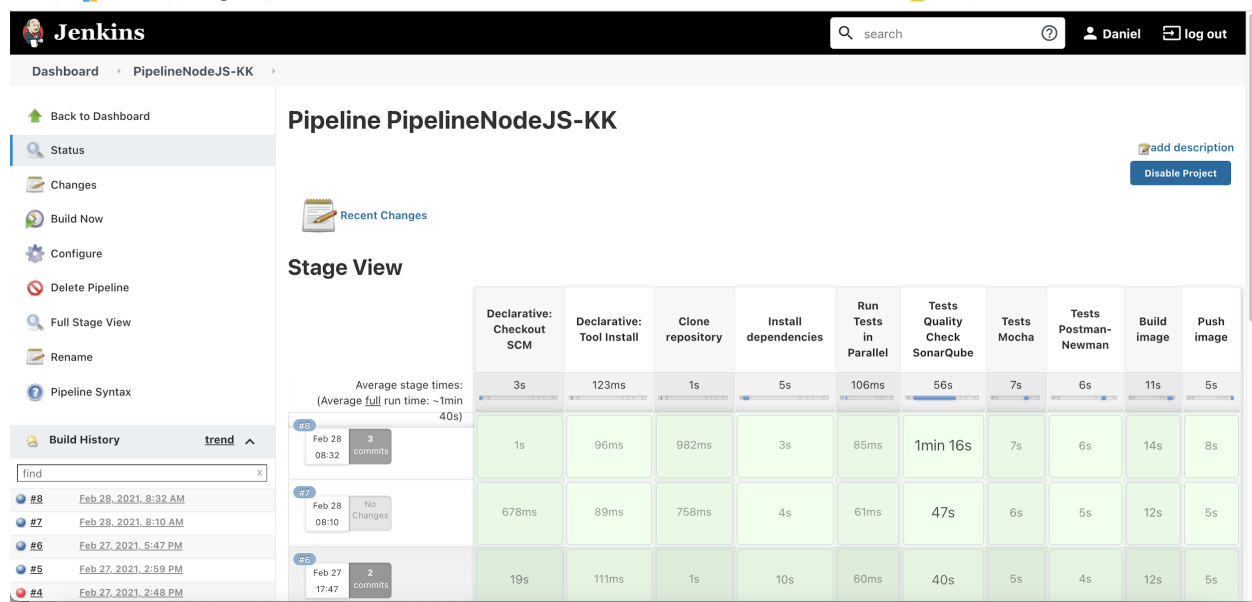 Jenkins
search
Daniel
log out
Dashboard
PipelineNodeJS-KK
Back to Dashboard
Status
Changes
Build Now
Configure
Delete Pipeline
Full Stage View
Rename
Pipeline Syntax
Build History
trend
find
X
#8 Feb 28, 2021, 8:32 AM
#7 Feb 28, 2021, 8:10 AM
#6 Feb 27, 2021, 5:47 PM
#5 Feb 27, 2021, 2:59 PM
#4 Feb 27, 2021, 2:48 PM
Pipeline PipelineNodeJS-KK
add description
Disable Project
Recent Changes
Stage View
Declarative:
Checkout
SCM
Declarative:
Tool Install
Clone
repository
Install
dependencies
Run
Tests
in
Parallel
Tests
Quality
Check
SonarQube
Tests
Mocha
Tests
Postman-
Newman
Build
image
Push
image
Average stage times:
(Average full run time: ~1min
40s)
3s 123ms 1s 5s 106ms 56s 7s 6s 11s 5s
#8
Feb 28
08:32
3
commits
1s 96ms 982ms 3s 85ms 1min 16s 7s 6s 14s 8s
#7
Feb 28
08:10
No
Changes
678ms 89ms 758ms 4s 61ms 47s 6s 5s 12s 5s
#6
Feb 27
17:47
2
commits
19s 111ms 1s 10s 60ms 40s 5s 4s 12s 5s